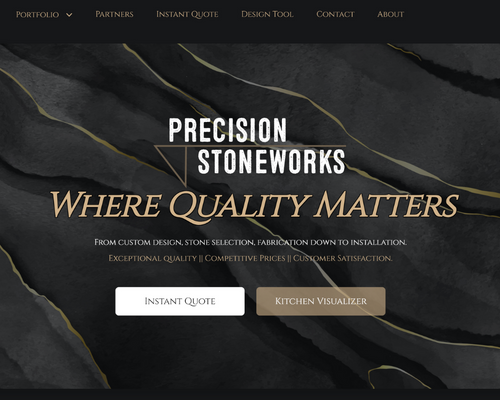 Portfolio
Partners
Instant Quote
Design Tool
Contact
About
PRECISION
STONEWORKS
Where Quality Matters
From custom design, stone selection, fabrication down to installation.
Exceptional quality || Competitive Prices || Customer Satisfaction.
Instant Quote
Kitchen Visualizer